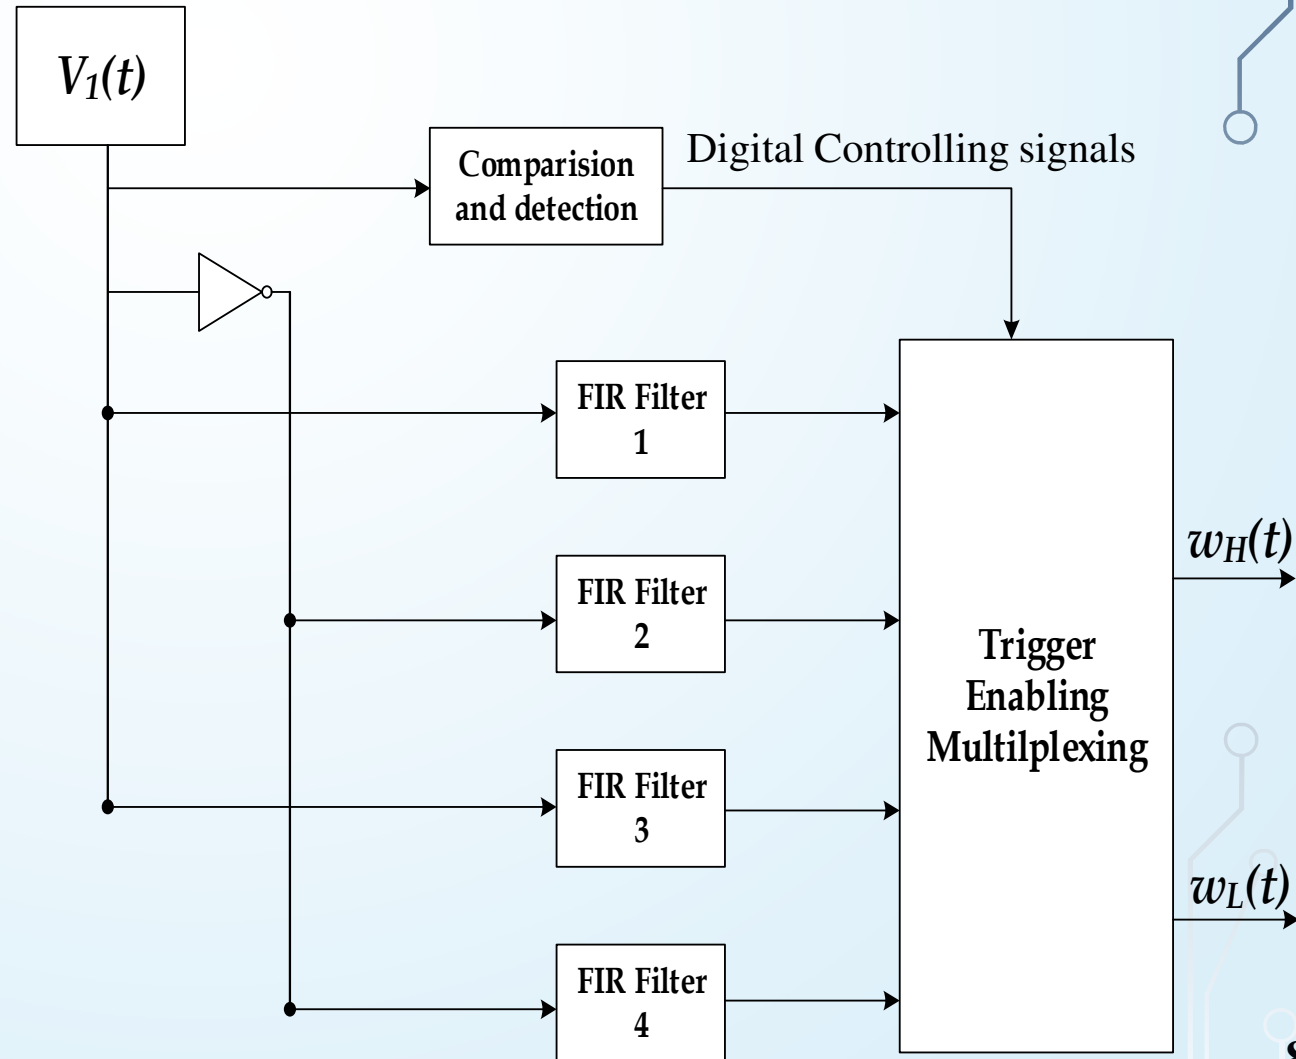 V1(t)
Comparision
and detection
Digital Controlling signals
FIR Filter
1
FIR Filter
2
FIR Filter
3
FIR Filter
4
Trigger
Enabling
Multilplexing
wH(t)
wL(t)